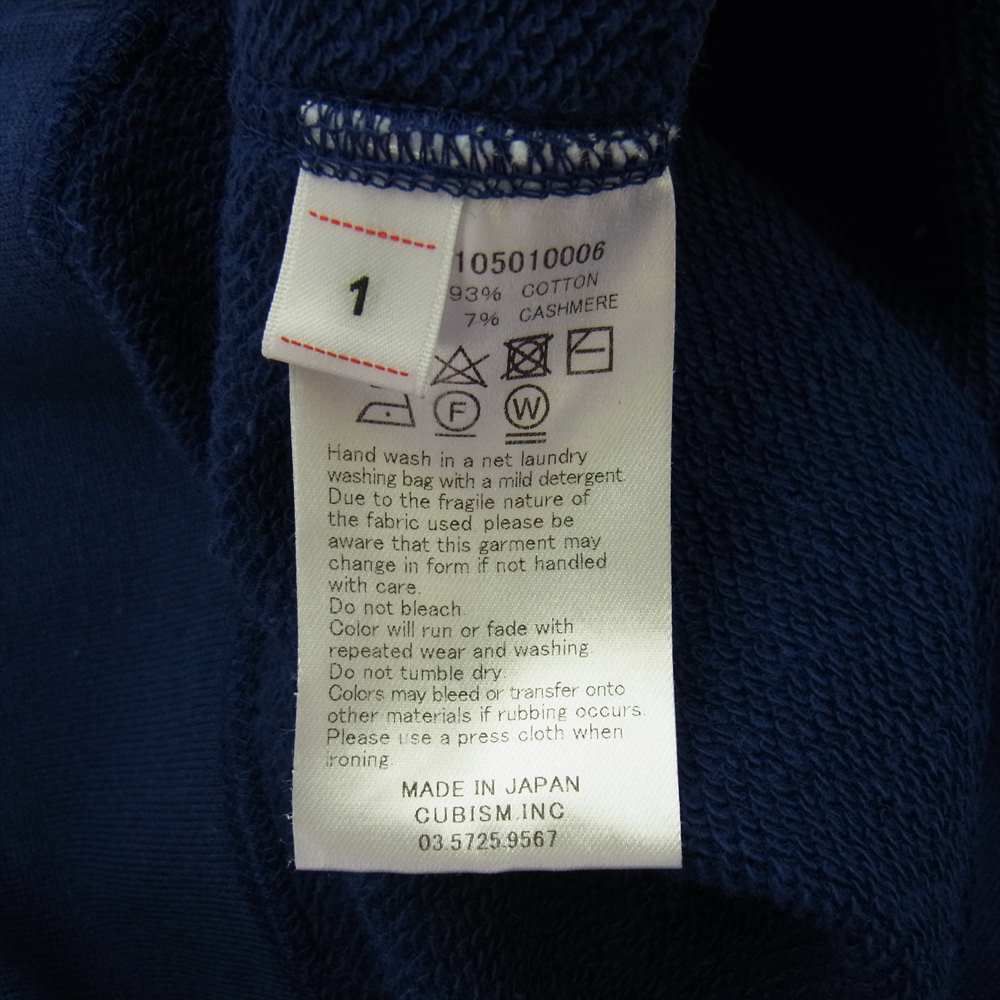 1
105010006
93% COTTON
7% CASHMERE
F W
Hand wash in a net laundry
washing bag with a mild detergent.
Due to the fragile nature of
the fabric used please be
aware that this garment may
change in form if not handled
with care.
Do not bleach.
Color will run or fade with
repeated wear and washing.
Do not tumble dry.
Colors may bleed or transfer onto
other materials if rubbing occurs.
Please use a press cloth when
ironing.
MADE IN JAPAN
CUBISM.INC
03.5725.9567